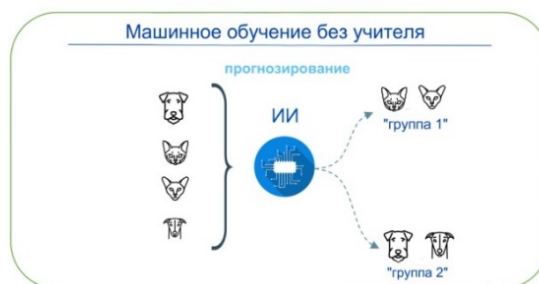 Машинное обучение без учителя
прогнозирование
ИИ
"группа 1"
"группа 2"